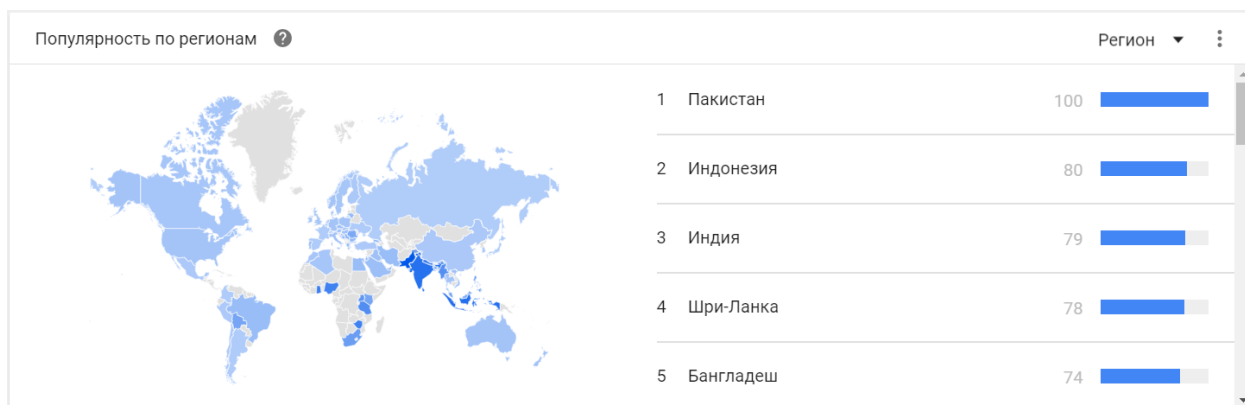 Популярность по регионам ?
Регион
1 Пакистан 100
2 Индонезия 80
3 Индия 79
4 Шри-Ланка 78
5 Бангладеш 74